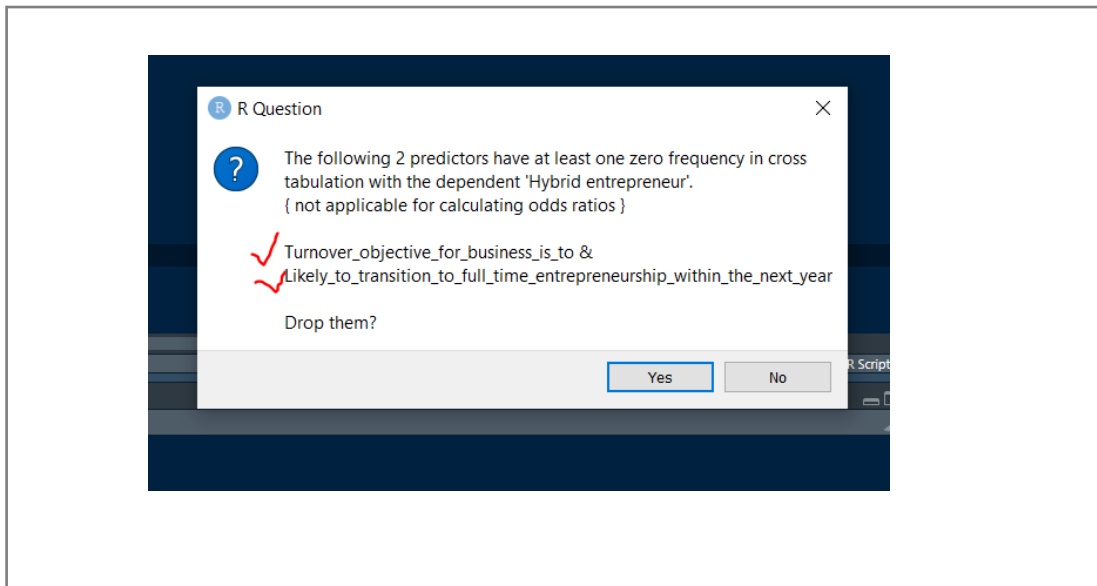 R R Question
The following 2 predictors have at least one zero frequency in cross
tabulation with the dependent 'Hybrid entrepreneur'.
{ not applicable for calculating odds ratios }
Turnover_objective_for_business_is_to &
Likely_to_transition_to_full_time_entrepreneurship_within_the_next_year
Drop them?
Yes No
R Script